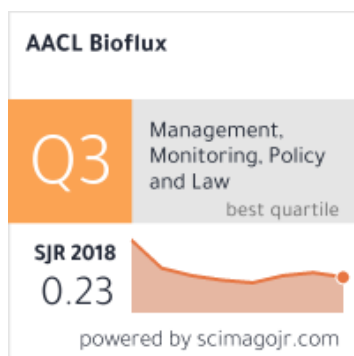 AACL Bioflux
Q3
Management,
Monitoring, Policy
and Law
best quartile
SJR 2018
0.23
powered by scimagojr.com